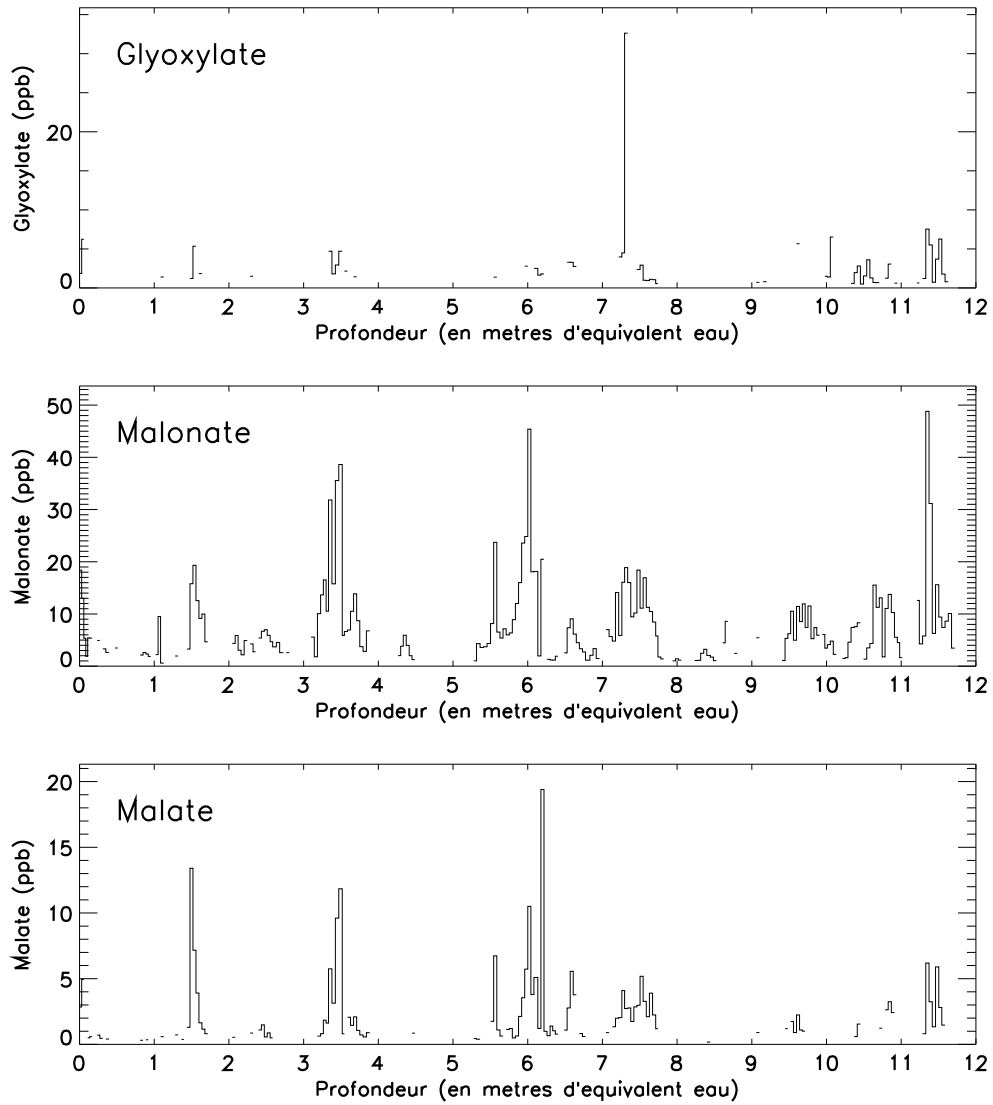 Glyoxylate
Glyoxylate (ppb)
20
0
0 1 2 3 4 5 6 7 8 9 10 11 12
Profondeur (en metres d'equivalent eau)
Malonate
Malonate (ppb)
50
40
30
20
10
0
0 1 2 3 4 5 6 7 8 9 10 11 12
Profondeur (en metres d'equivalent eau)
Malate
Malate (ppb)
20
15
10
5
0
0 1 2 3 4 5 6 7 8 9 10 11 12
Profondeur (en metres d'equivalent eau)